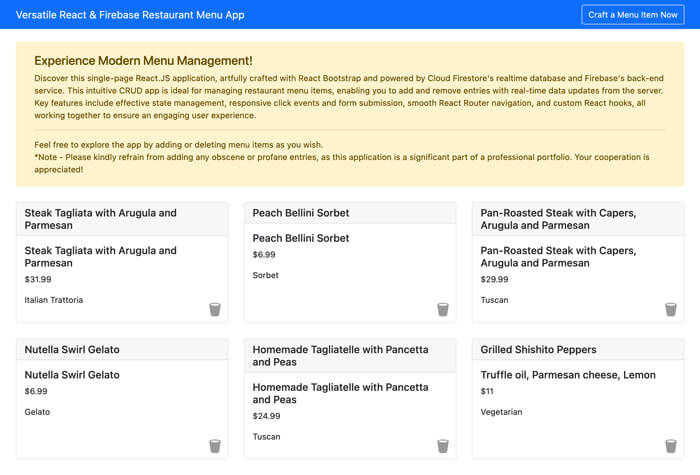 Versatile React & Firebase Restaurant Menu App
Craft a Menu Item Now
Experience Modern Menu Management!
Discover this single-page React.JS application, artfully crafted with React Bootstrap and powered by Cloud Firestore's realtime database and Firebase's back-end
service. This intuitive CRUD app is ideal for managing restaurant menu items, enabling you to add and remove entries with real-time data updates from the server.
Key features include effective state management, responsive click events and form submission, smooth React Router navigation, and custom React hooks, all
working together to ensure an engaging user experience.
Feel free to explore the app by adding or deleting menu items as you wish.
*Note - Please kindly refrain from adding any obscene or profane entries, as this application is a significant part of a professional portfolio. Your cooperation is
appreciated!
Steak Tagliata with Arugula and
Parmesan
Steak Tagliata with Arugula and
Parmesan
$31.99
Italian Trattoria
Peach Bellini Sorbet
Peach Bellini Sorbet
$6.99
Sorbet
Pan-Roasted Steak with Capers,
Arugula and Parmesan
Pan-Roasted Steak with Capers,
Arugula and Parmesan
$29.99
Tuscan
Nutella Swirl Gelato
Nutella Swirl Gelato
$6.99
Gelato
Homemade Tagliatelle with Pancetta
and Peas
Homemade Tagliatelle with Pancetta
and Peas
$24.99
Tuscan
Grilled Shishito Peppers
Truffle oil, Parmesan cheese, Lemon
$11
Vegetarian